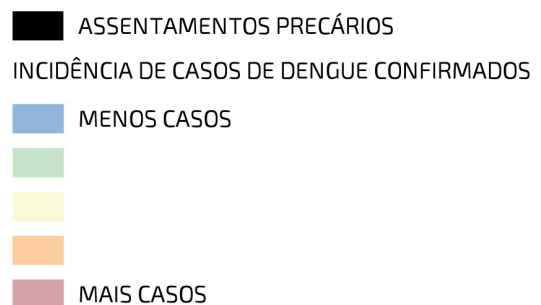 ASSENTAMENTOS PRECÁRIOS
INCIDÊNCIA DE CASOS DE DENGUE CONFIRMADOS
MENOS CASOS
MAIS CASOS